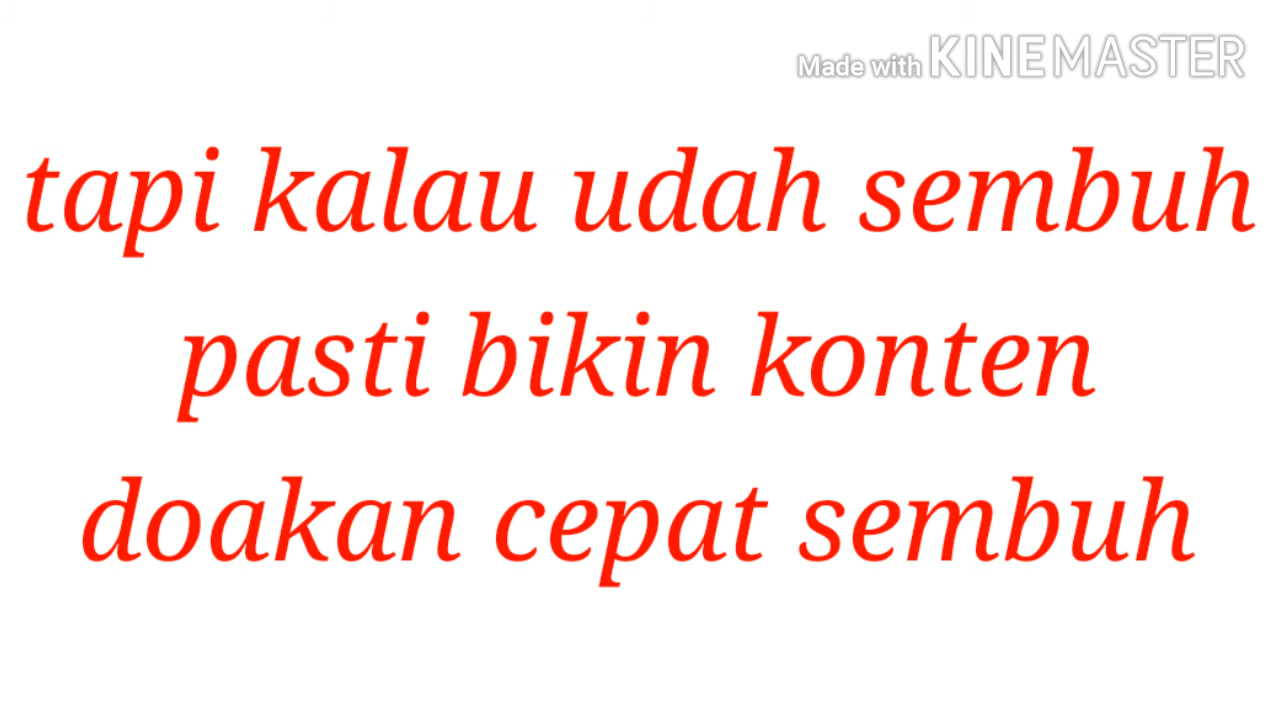 Made with KINEMASTER
tapi kalau udah sembuh
pasti bikin konten
doakan cepat sembuh